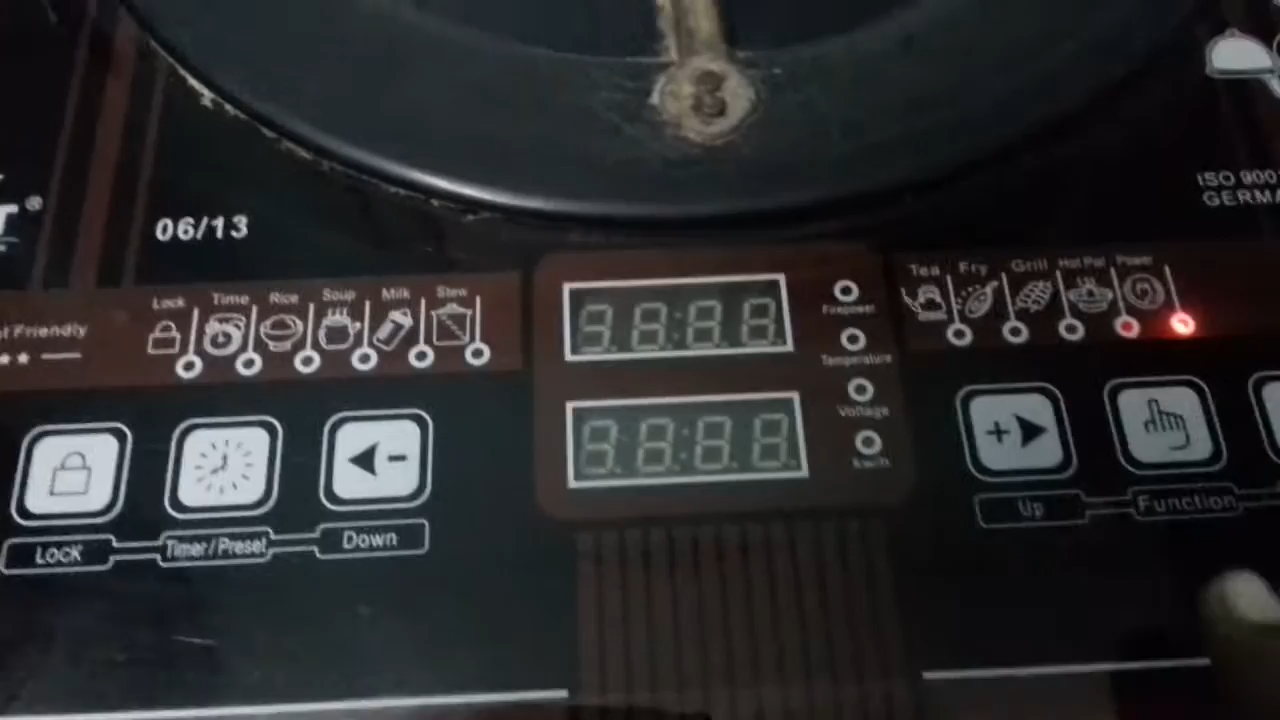 T®
06/13
ISO 900
GERMA
t Friendly
Lock Time Rice Soup Milk Stew
Tea Fry Grill Hot Pot Power
Firepower
Temperature
Voltage
Lock
Timer/Preset
Down
Up
Function